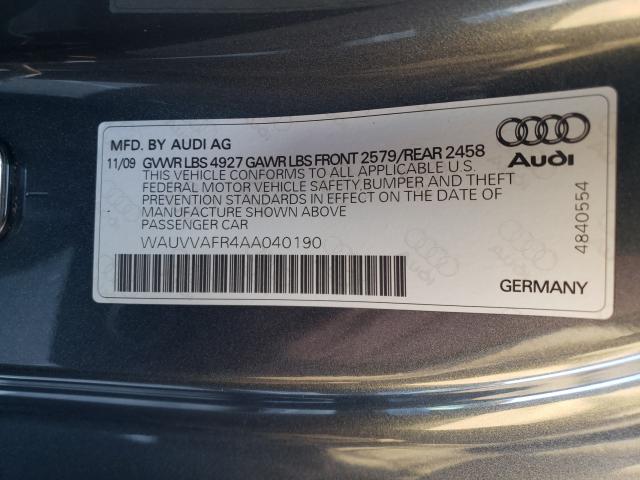 MFD. BY AUDI AG
11/09 GVWR LBS 4927 GAWR LBS FRONT 2579/REAR 2458
THIS VEHICLE CONFORMS TO ALL APPLICABLE U.S.
FEDERAL MOTOR VEHICLE SAFETY,BUMPER AND THEFT
PREVENTION STANDARDS IN EFFECT ON THE DATE OF
MANUFACTURE SHOWN ABOVE
PASSENGER CAR
WAUVVAFR4AA040190
Audi
4840554
GERMANY